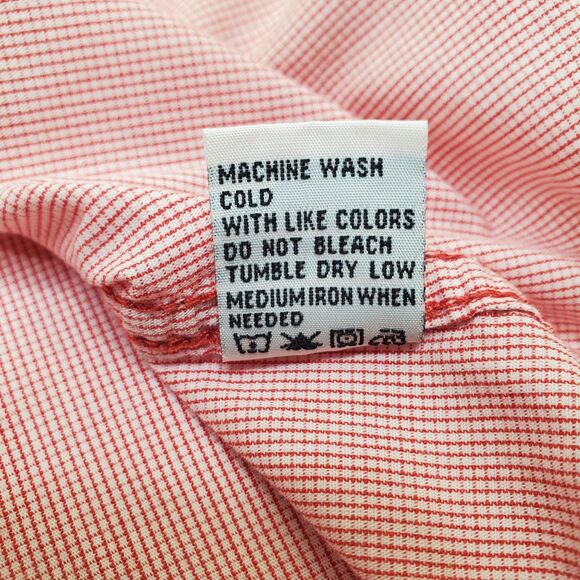 MACHINE WASH
COLD
WITH LIKE COLORS
DO NOT BLEACH
TUMBLE DRY LOW
MEDIUM IRON WHEN
NEEDED